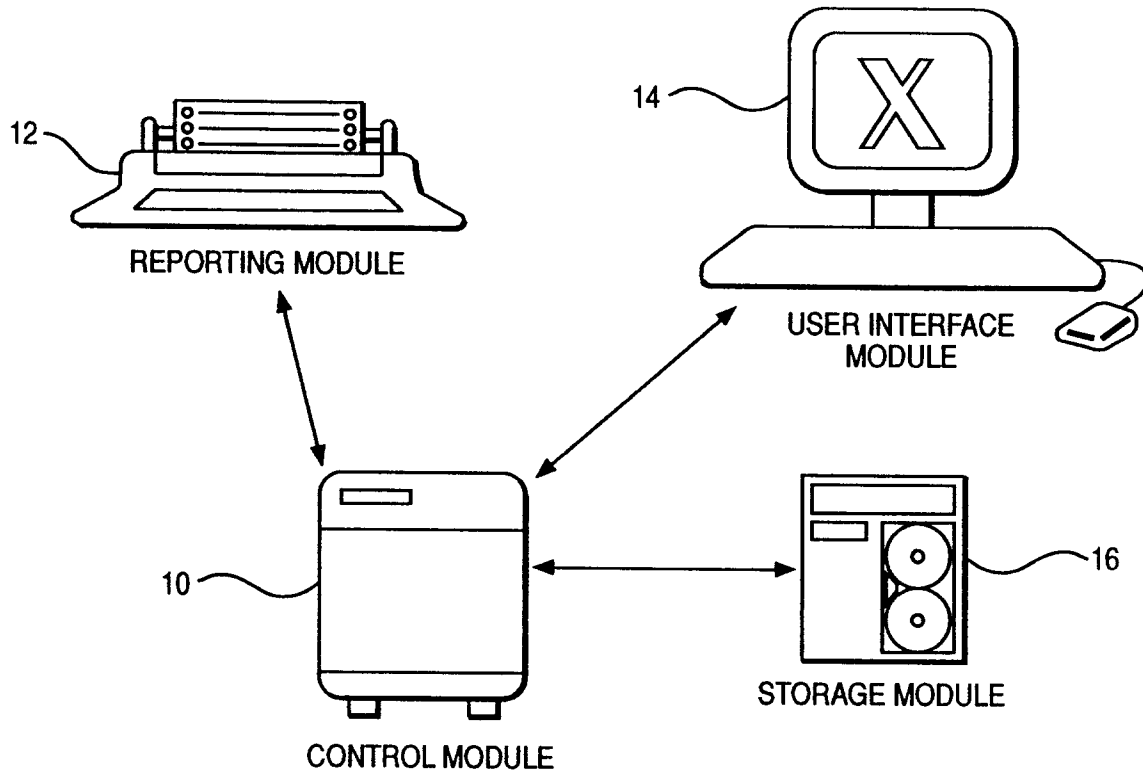 12
REPORTING MODULE
14
X
USER INTERFACE
MODULE
10
CONTROL MODULE
16
STORAGE MODULE